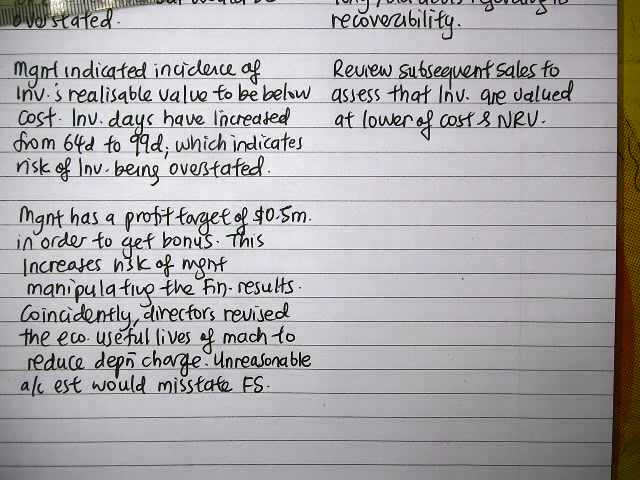 overstated.
recoverability.
Mgnt indicated incidence of
Inv.'s realisable value to be below
cost. Inv. days have increased
from 64d to 99d, which indicates
risk of Inv. being overstated.
Review subsequent sales to
assess that Inv. are valued
at lower of cost & NRV.
Mgnt has a profit target of $0.5m.
in order to get bonus. This
increases risk of mgnt
manipulating the Fin. results.
Coincidently, directors revised
the eco. useful lives of mach to
reduce depn̄ charge. Unreasonable
a/c est would misstate FS.